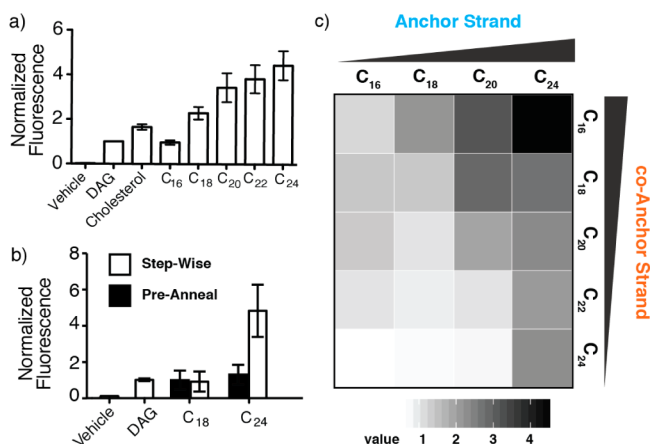 a)
Normalized
Fluorescence
6
4
2
0
Vehicle
DAG
Cholesterol
C16
C18
C20
C22
C24
b)
Normalized
Fluorescence
8
6
4
2
0
Step-Wise
Pre-Anneal
Vehicle
DAG
C18
C24
c)
Anchor Strand
C16 C18 C20 C24
C16
C18
C20
C22
C24
co-Anchor Strand
value 1 2 3 4